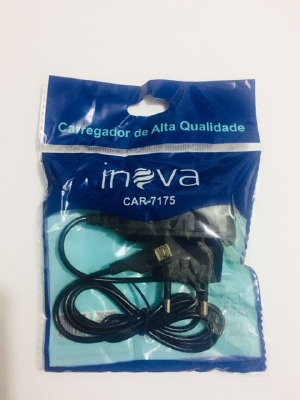 Carregador de Alta Qualidade
inova
CAR-7175